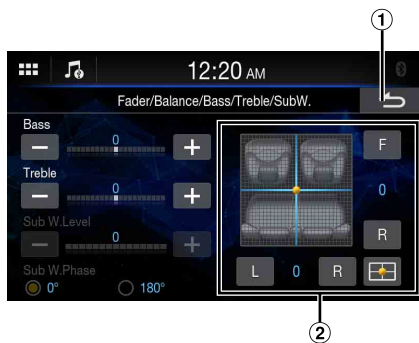 1
12:20 AM
Fader/Balance/Bass/Treble/SubW.
Bass
0
F
Treble
0
0
Sub W.Level
0
R
Sub W.Phase
L 0 R
0° 180°
2